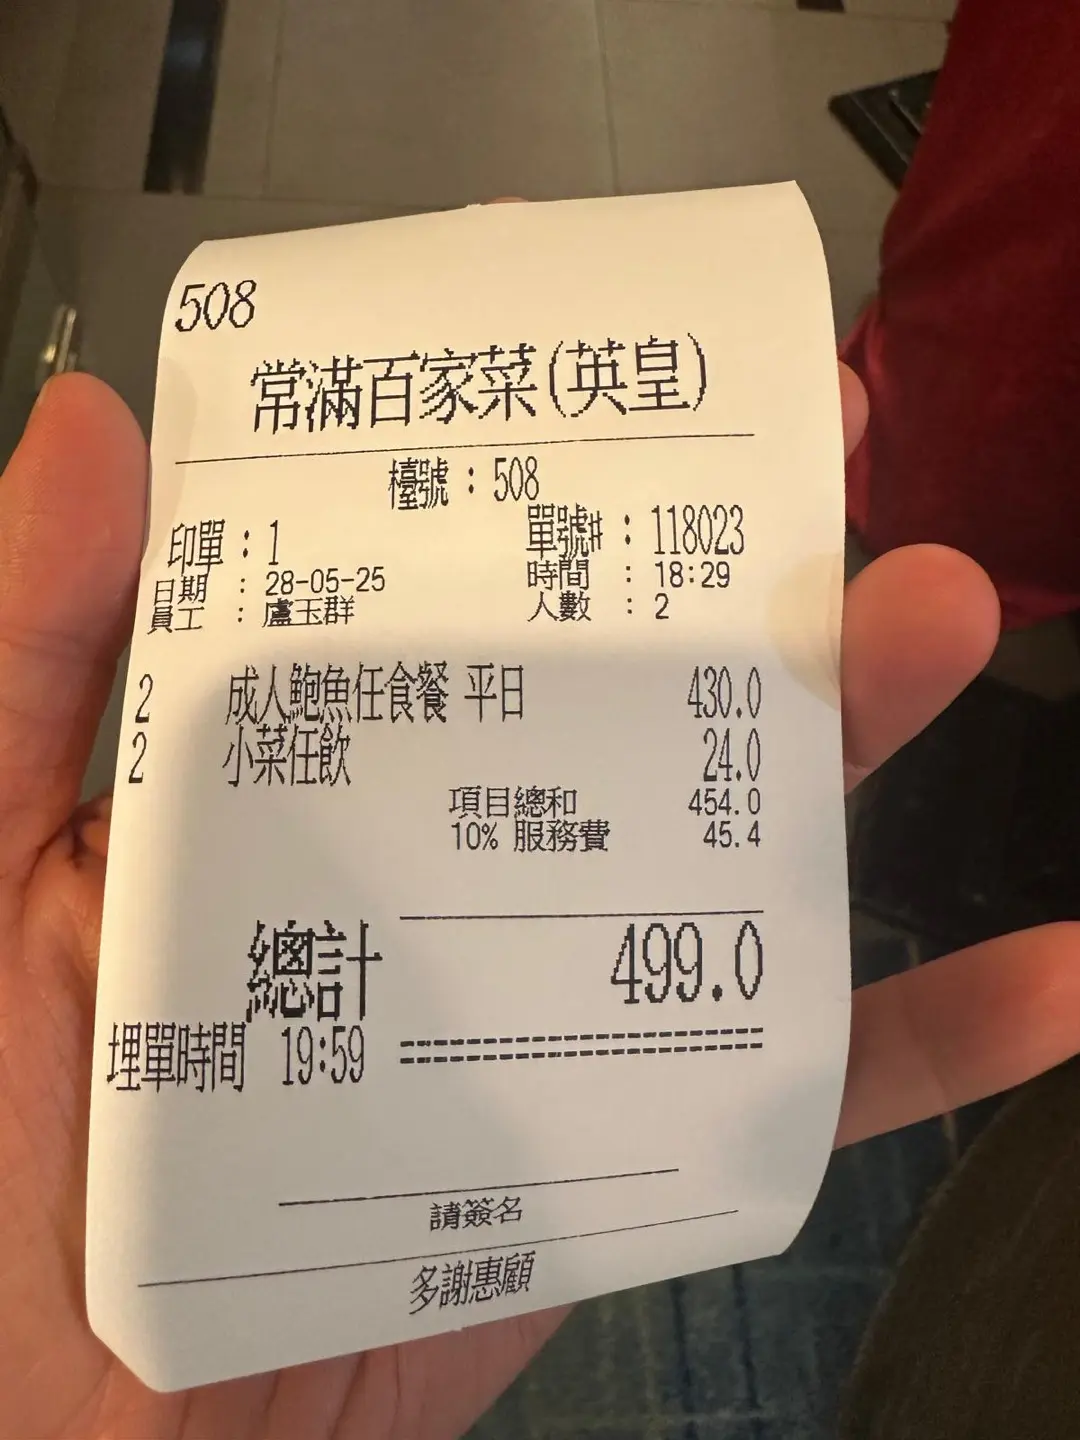 508
常滿百家菜(英皇)
檯號：508
印單：1 單號#：118023
日期：28-05-25 時間：18:29
員工：盧玉群 人數：2
2 成人鮑魚任食餐 平日 430.0
2 小菜任飲 24.0
項目總和 454.0
10% 服務費 45.4
總計 499.0
埋單時間 19:59
請簽名
多謝惠顧